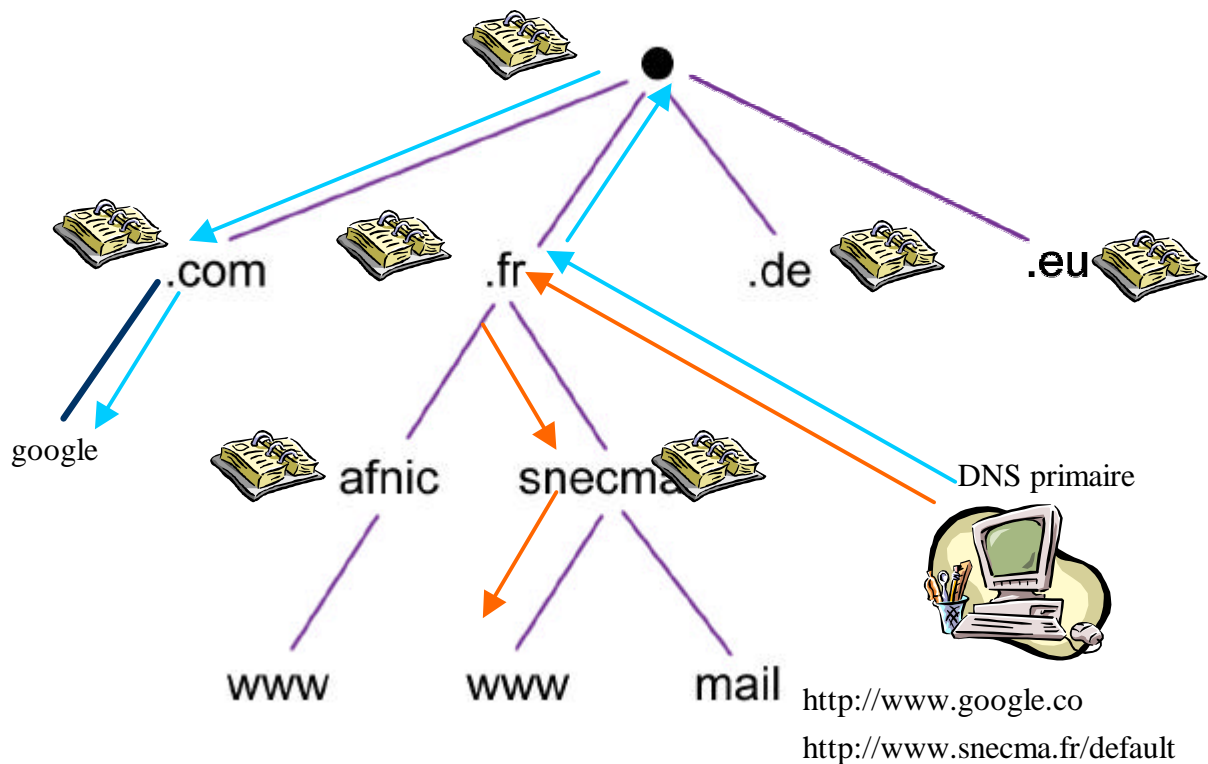 .com
.fr
.de
.eu
google
afnic
snecma
DNS primaire
www
www
mail
http://www.google.co
http://www.snecma.fr/default